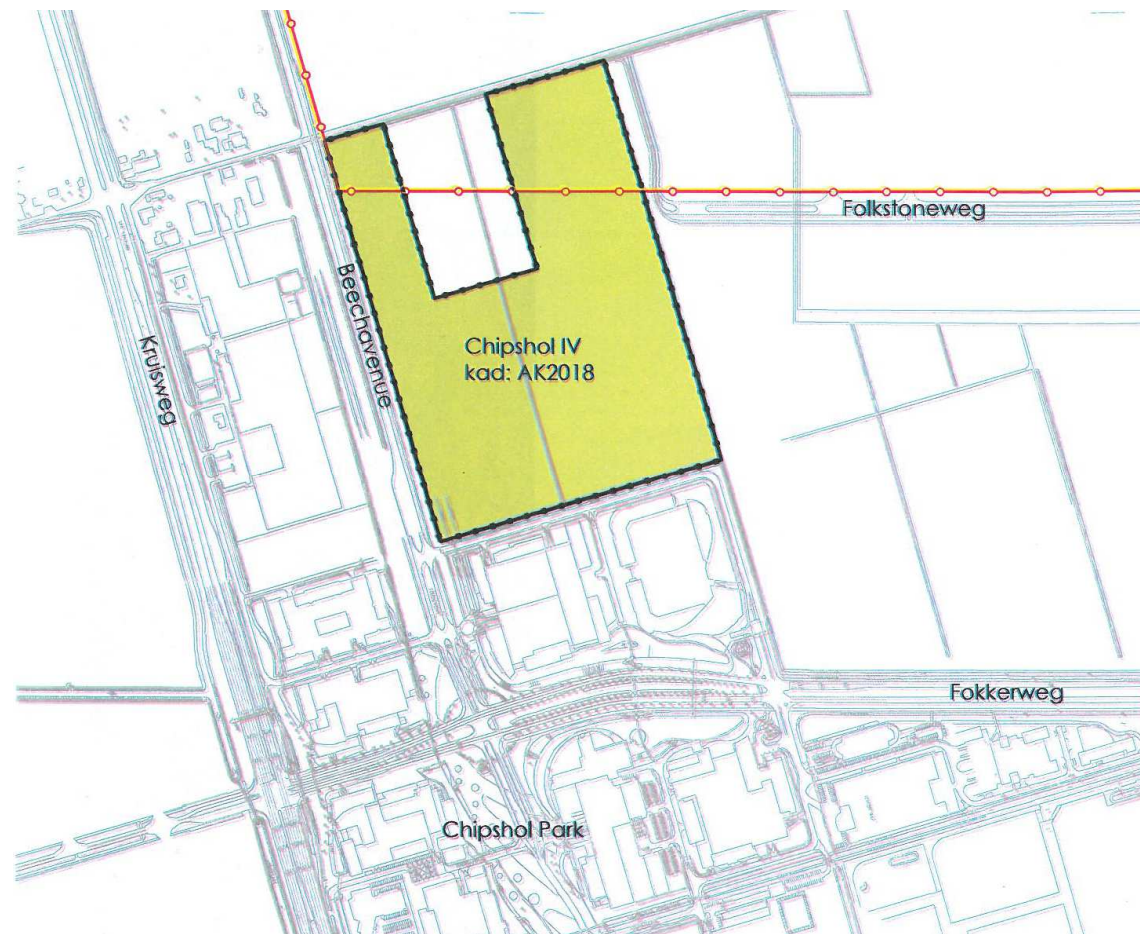 Folkstoneweg
Beechavenue
Kruisweg
Chipshol IV
kad: AK2018
Fokkerweg
Chipshol Park